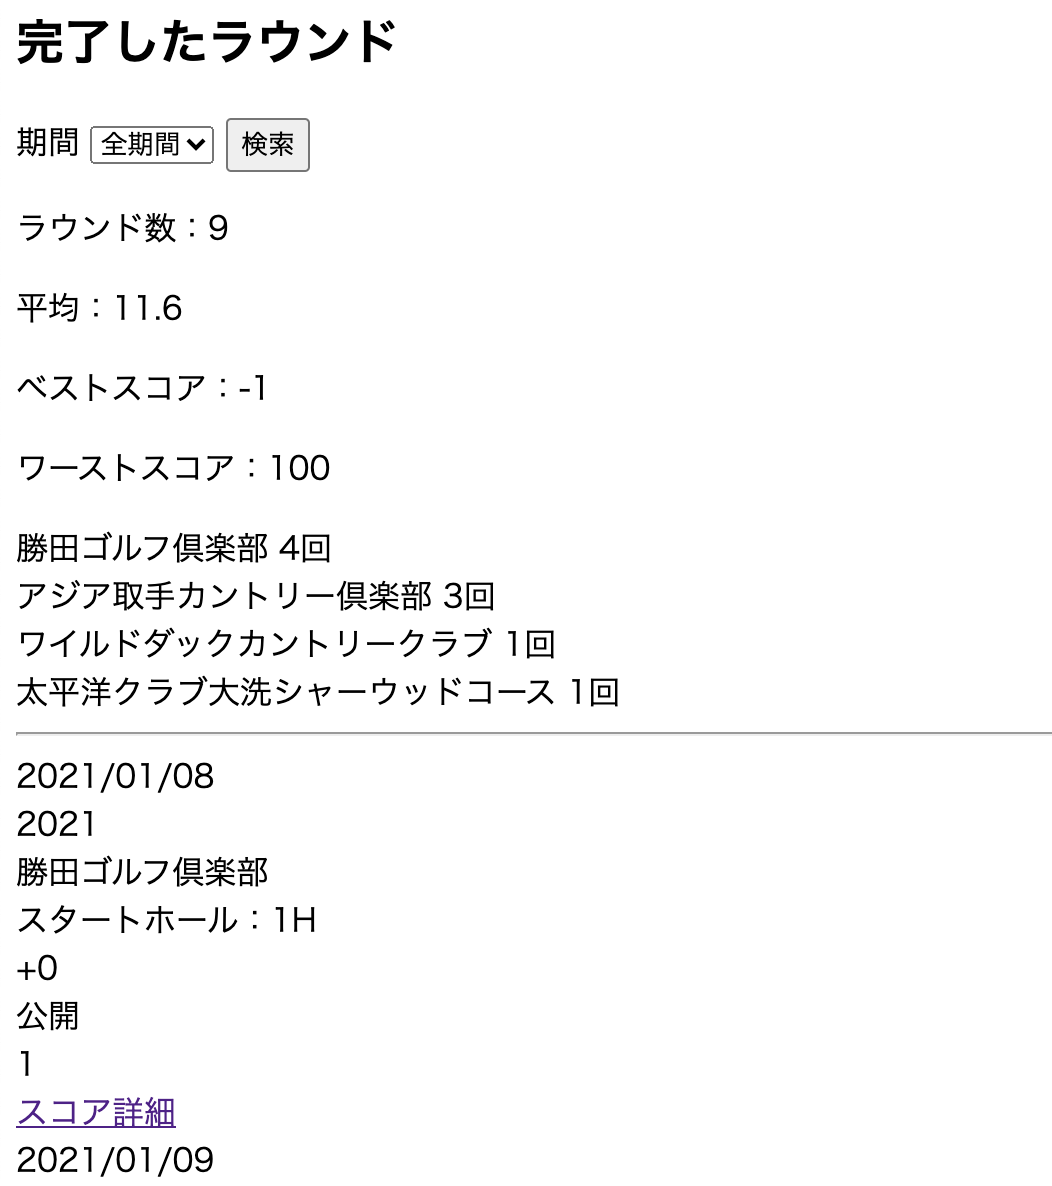 完了したラウンド
期間 全期間 検索
ラウンド数：9
平均：11.6
ベストスコア：-1
ワーストスコア：100
勝田ゴルフ倶楽部 4回
アジア取手カントリー倶楽部 3回
ワイルドダックカントリークラブ 1回
太平洋クラブ大洗シャーウッドコース 1回
2021/01/08
2021
勝田ゴルフ倶楽部
スタートホール：1H
+0
公開
1
スコア詳細
2021/01/09